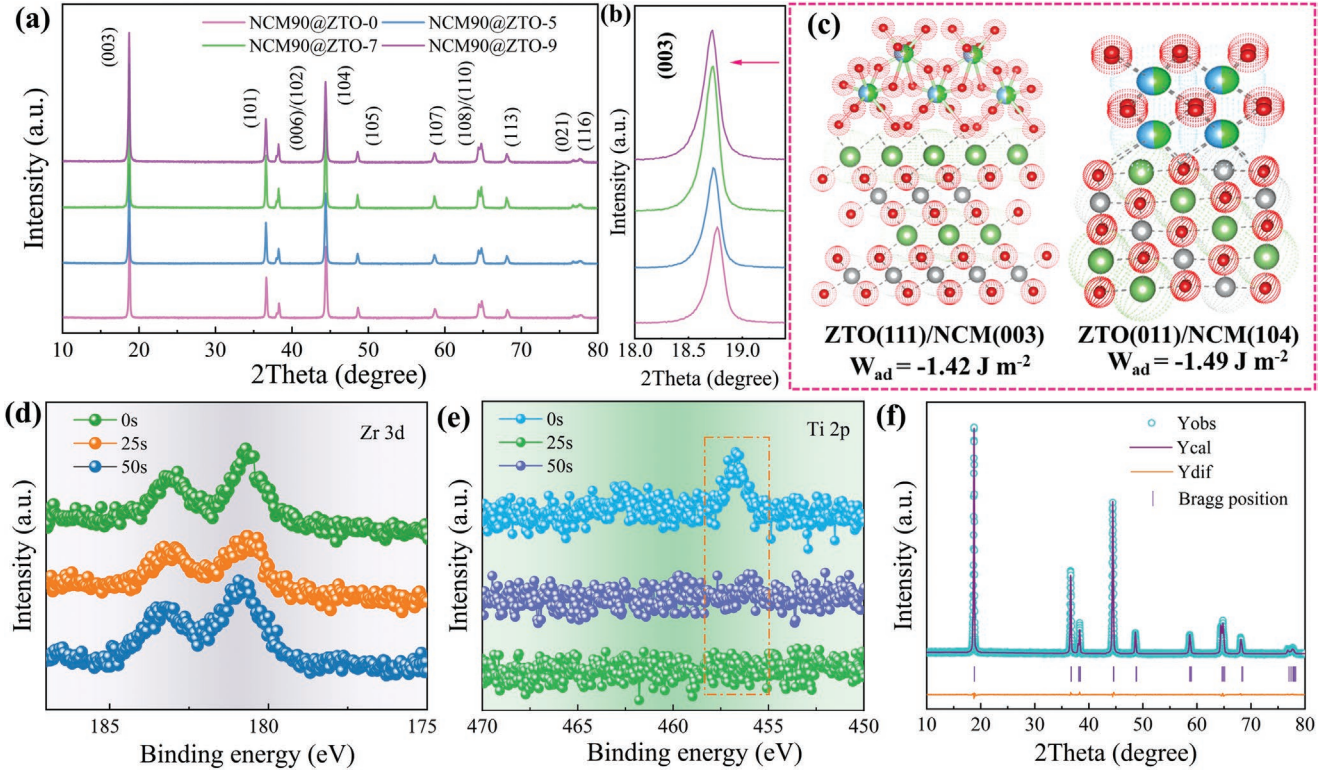 (a)
NCM90@ZTO-0 NCM90@ZTO-5
NCM90@ZTO-7 NCM90@ZTO-9
(003)
(101)
(006)/(102)
(104)
(105)
(107)
(108)/(110)
(113)
(021)
(116)
Intensity (a.u.)
10 20 30 40 50 60 70 80
2Theta (degree)
(b)
(003)
18.0 18.5 19.0
2Theta (degree)
(c)
ZTO(111)/NCM(003)
W_ad = -1.42 J m⁻²
ZTO(011)/NCM(104)
W_ad = -1.49 J m⁻²
(d)
0s
25s
50s
Zr 3d
Intensity (a.u.)
185 180 175
Binding energy (eV)
(e)
0s
25s
50s
Ti 2p
Intensity (a.u.)
470 465 460 455 450
Binding energy (eV)
(f)
Yobs
Ycal
Ydif
Bragg position
Intensity (a.u.)
10 20 30 40 50 60 70 80
2Theta (degree)